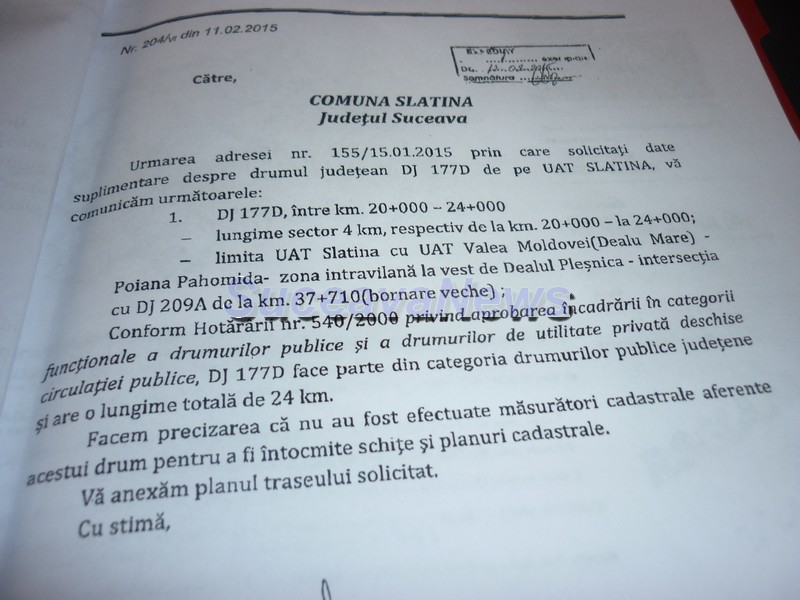 Nr. 204/VI din 11.02.2015
Către,
semnătura
COMUNA SLATINA
Județul Suceava
Urmarea adresei nr. 155/15.01.2015 prin care solicitați date
suplimentare despre drumul județean DJ 177D de pe UAT SLATINA, vă
comunicăm următoarele:
1. DJ 177D, între km. 20+000 – 24+000
– lungime sector 4 km, respectiv de la km. 20+000 – la 24+000;
– limita UAT Slatina cu UAT Valea Moldovei(Dealu Mare) -
Poiana Pahomida- zona intravilană la vest de Dealul Pleșnica - intersecția
cu DJ 209A de la km. 37+710(bornare veche) ;
SuceavaNews
Conform Hotărârii nr. 540/2000 privind aprobarea încadrării în categorii
funcționale a drumurilor publice și a drumurilor de utilitate privată deschise
circulației publice, DJ 177D face parte din categoria drumurilor publice județene
și are o lungime totală de 24 km.
Facem precizarea că nu au fost efectuate măsurători cadastrale aferente
acestui drum pentru a fi întocmite schițe și planuri cadastrale.
Vă anexăm planul traseului solicitat.
Cu stimă,